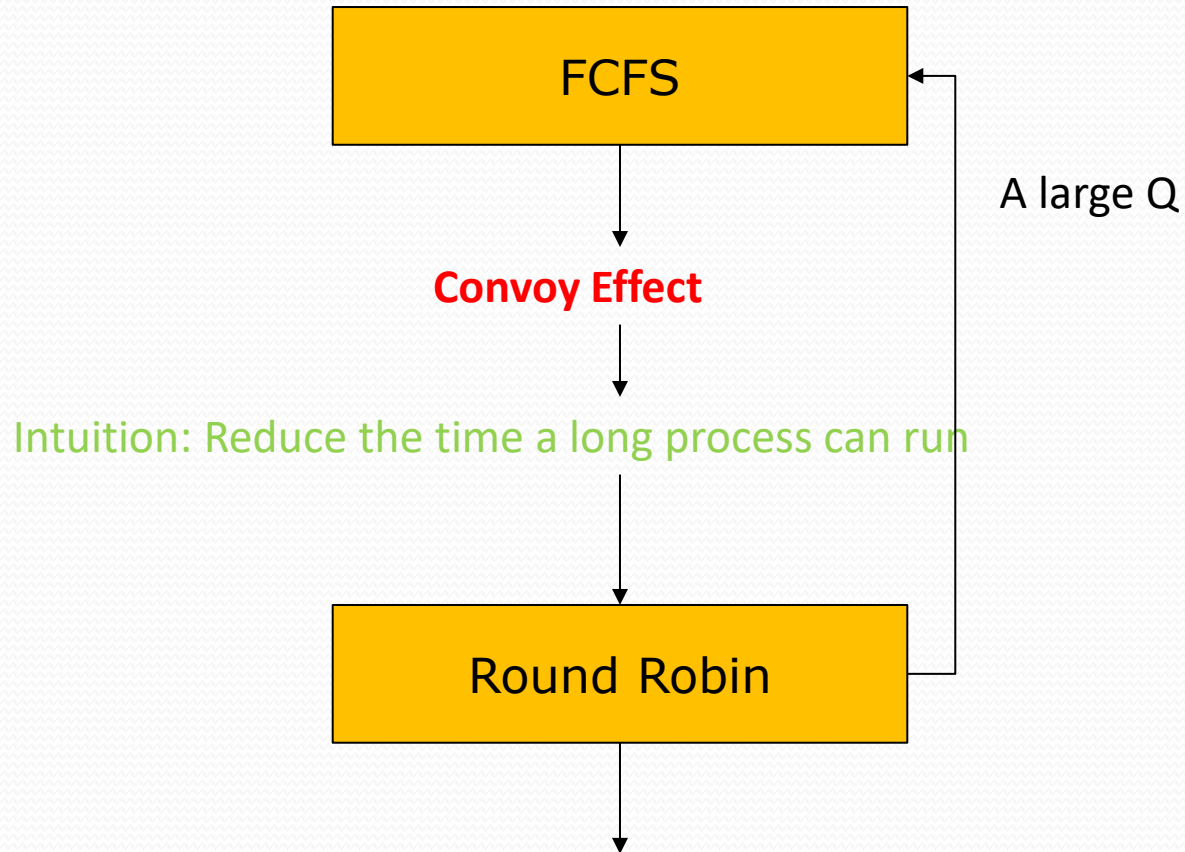 FCFS
A large Q
Convoy Effect
Intuition: Reduce the time a long process can run
Round Robin